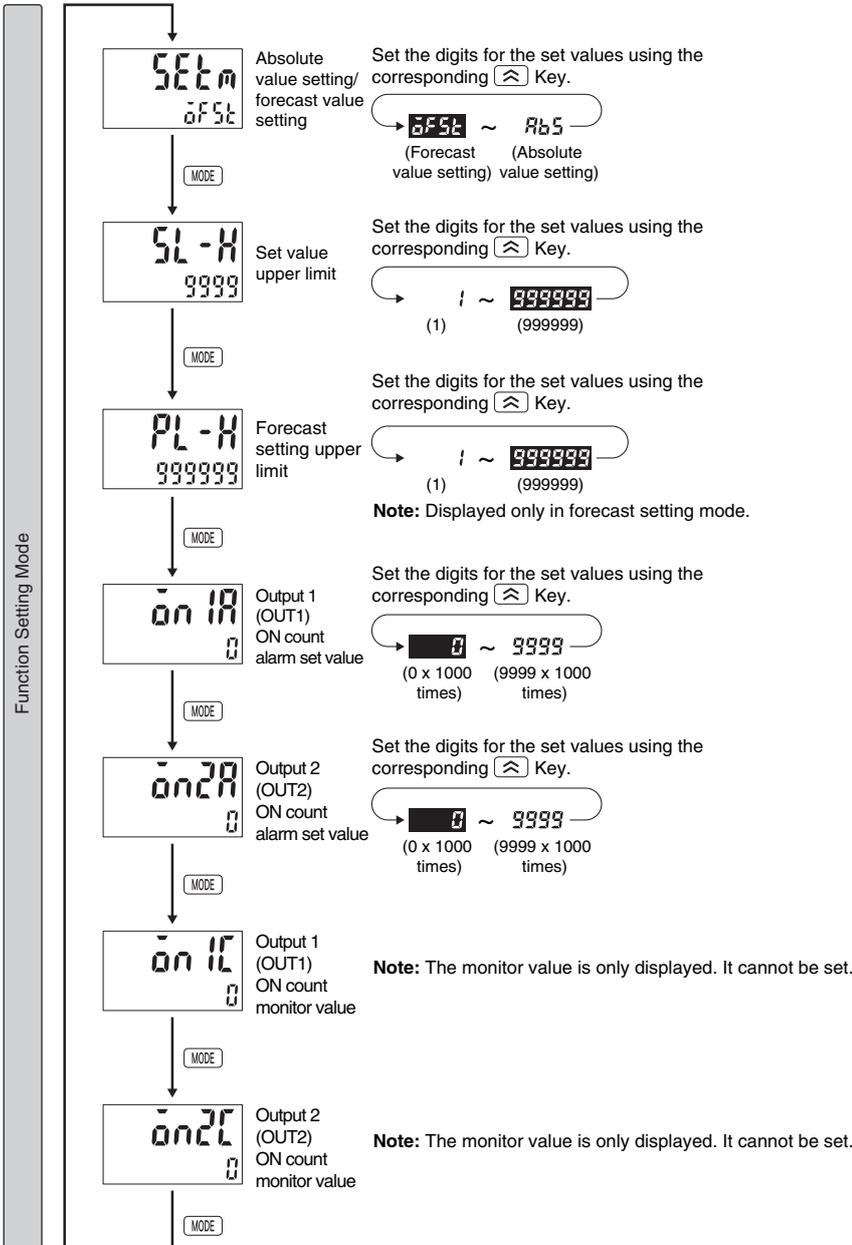 Function Setting Mode
SEtm
ōFSt
Absolute
value setting/
forecast value
setting
Set the digits for the set values using the
corresponding Key.
ōFSt ~ AbS
(Forecast
value setting)
(Absolute
value setting)
MODE
SL-H
9999
Set value
upper limit
Set the digits for the set values using the
corresponding Key.
1 ~ 999999
(1) (999999)
MODE
PL-H
999999
Forecast
setting upper
limit
Set the digits for the set values using the
corresponding Key.
1 ~ 999999
(1) (999999)
Note: Displayed only in forecast setting mode.
MODE
ōn1A
0
Output 1
(OUT1)
ON count
alarm set value
Set the digits for the set values using the
corresponding Key.
0 ~ 9999
(0 x 1000
times)
(9999 x 1000
times)
MODE
ōn2A
0
Output 2
(OUT2)
ON count
alarm set value
Set the digits for the set values using the
corresponding Key.
0 ~ 9999
(0 x 1000
times)
(9999 x 1000
times)
MODE
ōn1C
0
Output 1
(OUT1)
ON count
monitor value
Note: The monitor value is only displayed. It cannot be set.
MODE
ōn2C
0
Output 2
(OUT2)
ON count
monitor value
Note: The monitor value is only displayed. It cannot be set.
MODE